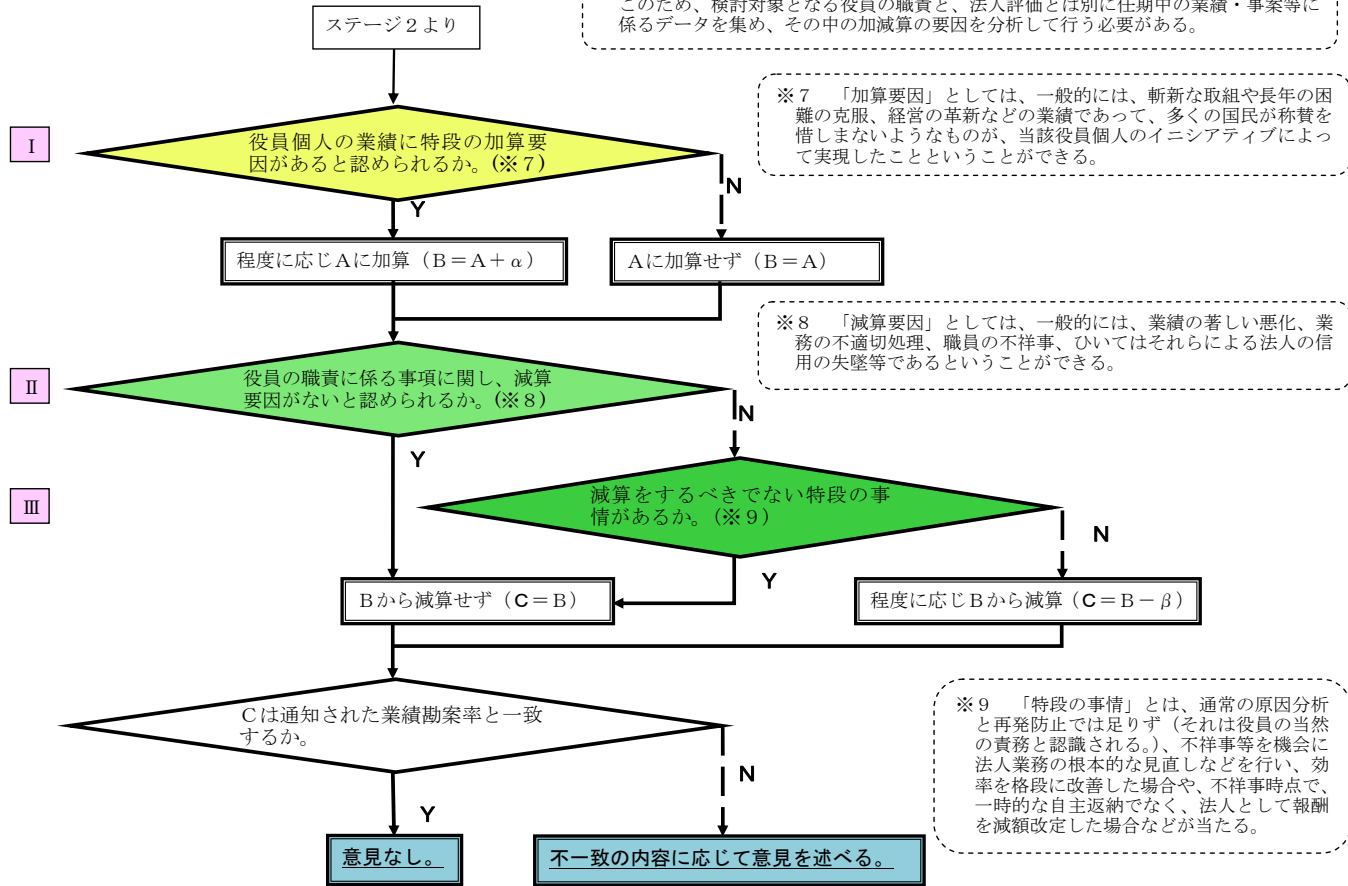 このため、検討対象となる役員の職責と、法人評価とは別に任期中の業績・事案等に
係るデータを集め、その中の加減算の要因を分析して行う必要がある。
ステージ2より
※7 「加算要因」としては、一般的には、斬新な取組や長年の困
難の克服、経営の革新などの業績であって、多くの国民が称賛を
惜しまないようなものが、当該役員個人のイニシアティブによっ
て実現したことということができる。
Ⅰ
役員個人の業績に特段の加算要
因があると認められるか。(※7)
N
Y
程度に応じAに加算(B=A+α)
Aに加算せず(B=A)
※8 「減算要因」としては、一般的には、業績の著しい悪化、業
務の不適切処理、職員の不祥事、ひいてはそれらによる法人の信
用の失墜等であるということができる。
Ⅱ
役員の職責に係る事項に関し、減算
要因がないと認められるか。(※8)
N
Y
Ⅲ
減算をするべきでない特段の事
情があるか。(※9)
N
Y
Bから減算せず(C=B)
程度に応じBから減算(C=B-β)
Cは通知された業績勘案率と一致
するか。
※9 「特段の事情」とは、通常の原因分析
と再発防止では足りず(それは役員の当然
の責務と認識される。)、不祥事等を機会に
法人業務の根本的な見直しなどを行い、効
率を格段に改善した場合や、不祥事時点で、
一時的な自主返納でなく、法人として報酬
を減額改定した場合などが当たる。
N
Y
意見なし。
不一致の内容に応じて意見を述べる。